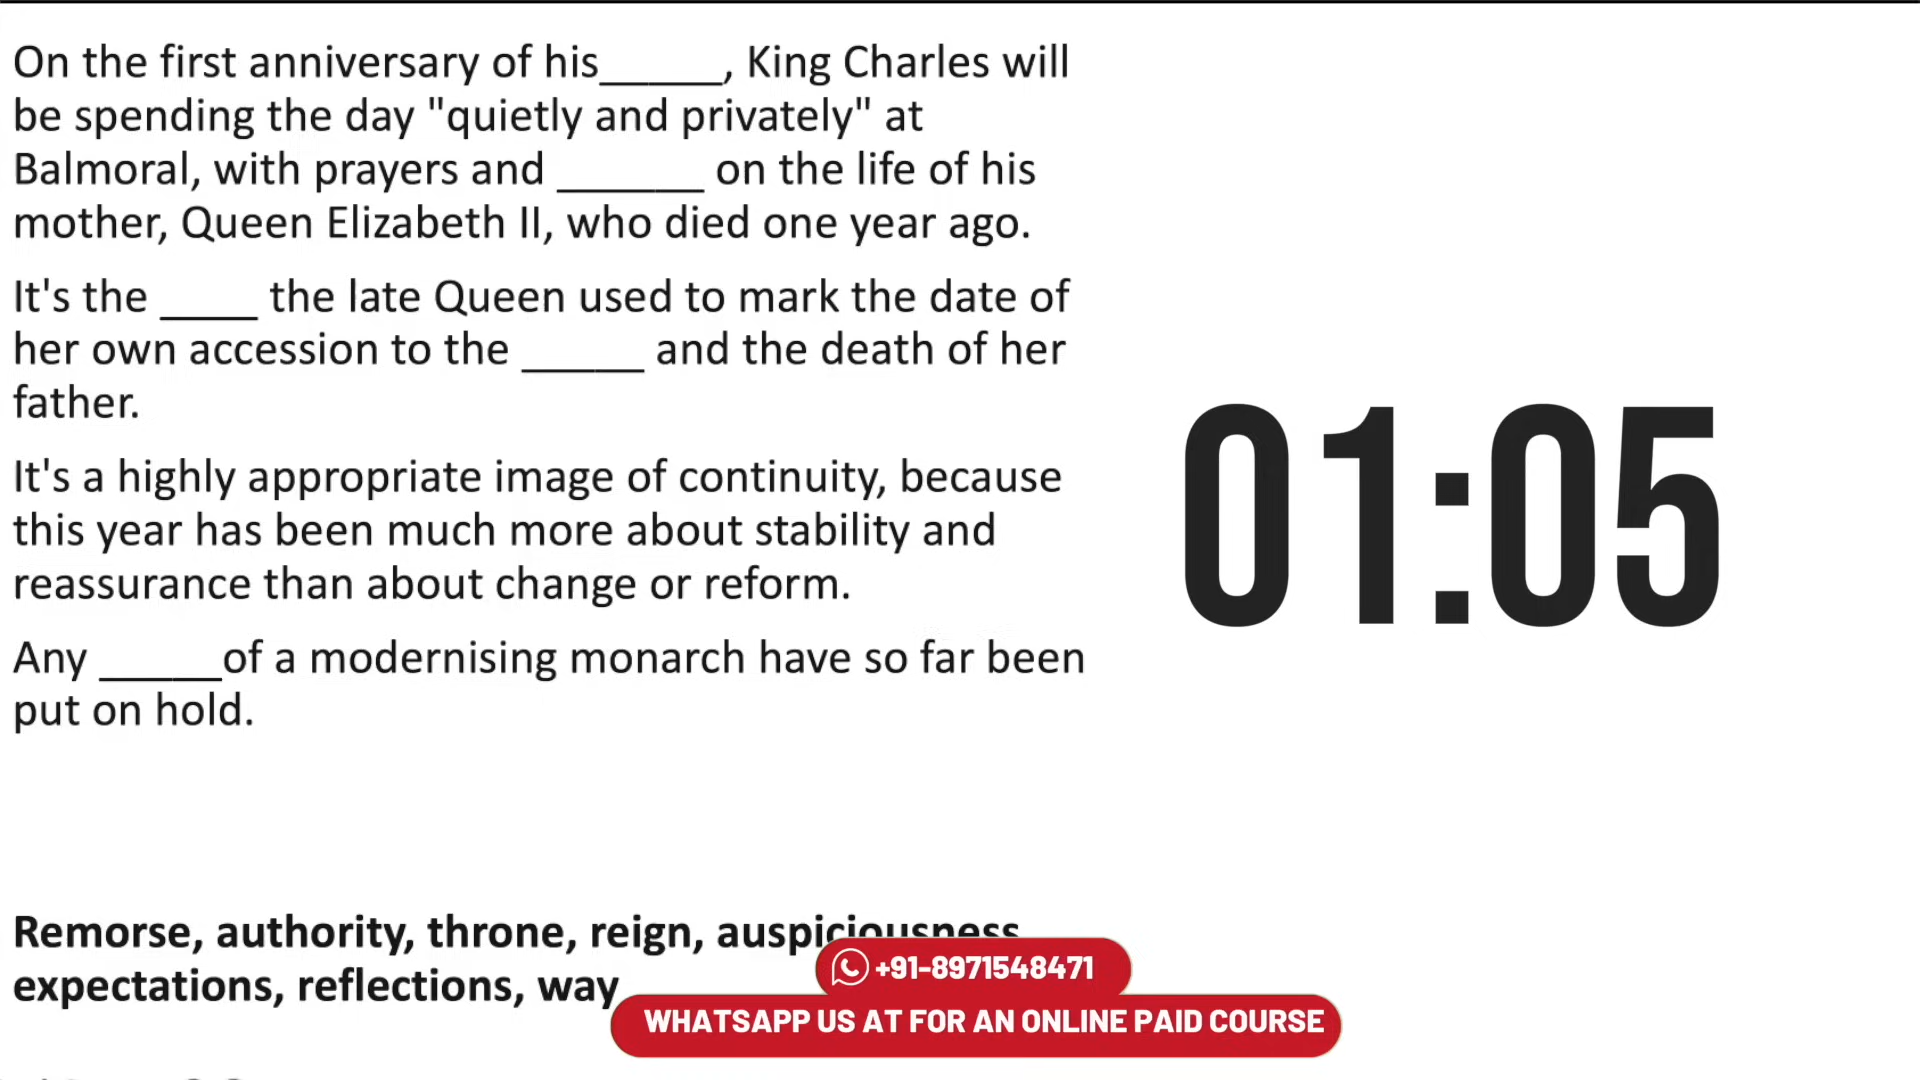 On the first anniversary of his_____, King Charles will
be spending the day "quietly and privately" at
Balmoral, with prayers and ______ on the life of his
mother, Queen Elizabeth II, who died one year ago.
It's the ____ the late Queen used to mark the date of
her own accession to the _____ and the death of her
father.
It's a highly appropriate image of continuity, because
this year has been much more about stability and
reassurance than about change or reform.
Any _____of a modernising monarch have so far been
put on hold.
01:05
Remorse, authority, throne, reign, auspiciousness
expectations, reflections, way
+91-8971548471
WHATSAPP US AT FOR AN ONLINE PAID COURSE